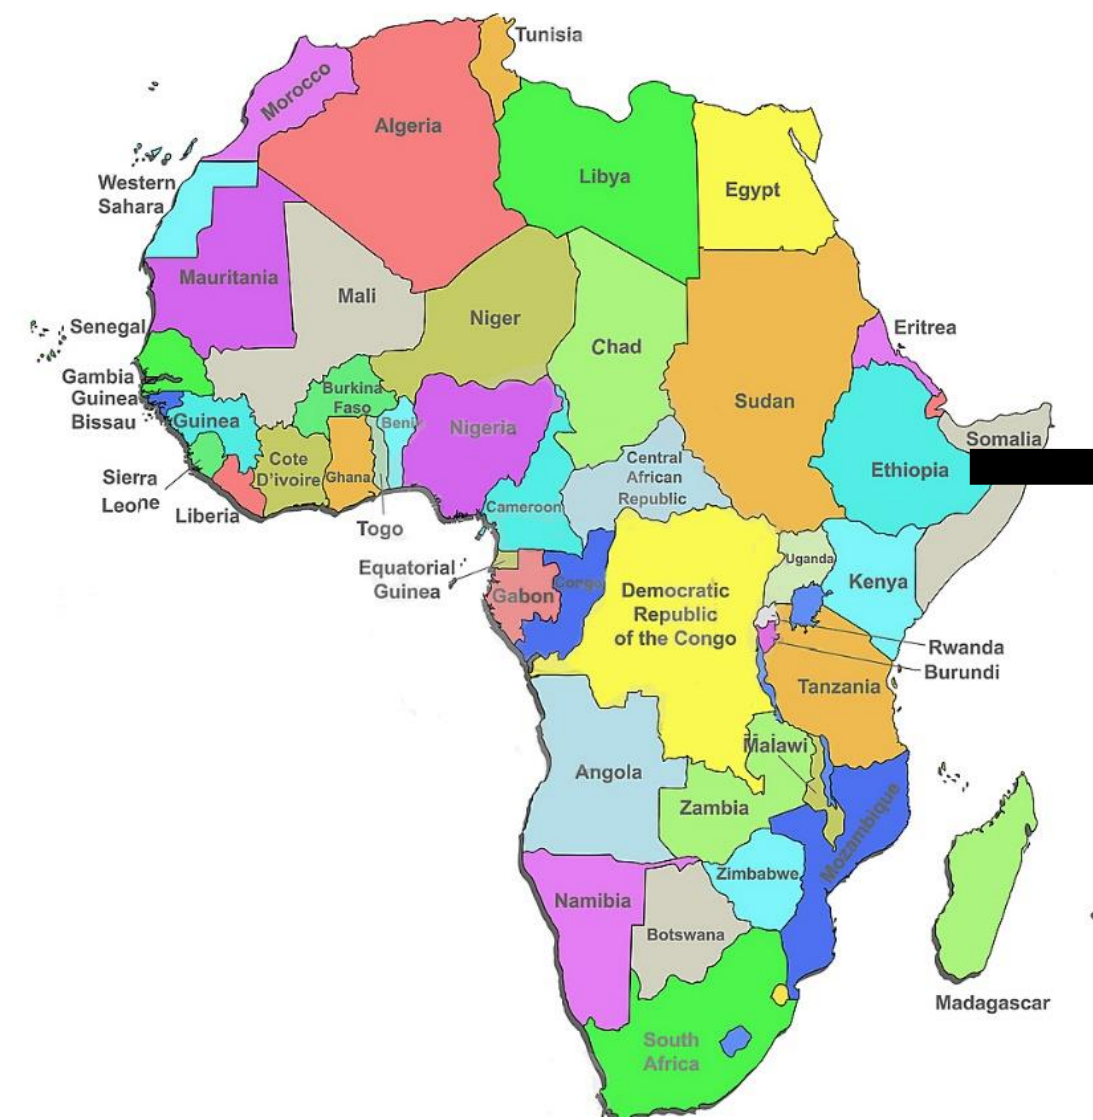 Tunisia
Morocco
Algeria
Libya
Egypt
Western
Sahara
Mauritania
Mali
Niger
Chad
Sudan
Eritrea
Senegal
Gambia
Guinea
Bissau
Guinea
Burkina
Faso
Benin
Nigeria
Somalia
Ethiopia
Cote
D'ivoire
Ghana
Central
African
Republic
Sierra
Leone
Liberia
Togo
Cameroon
Equatorial
Guinea
Gabon
Congo
Democratic
Republic
of the Congo
Uganda
Kenya
Rwanda
Burundi
Tanzania
Malawi
Angola
Zambia
Mozambique
Zimbabwe
Namibia
Botswana
Madagascar
South
Africa